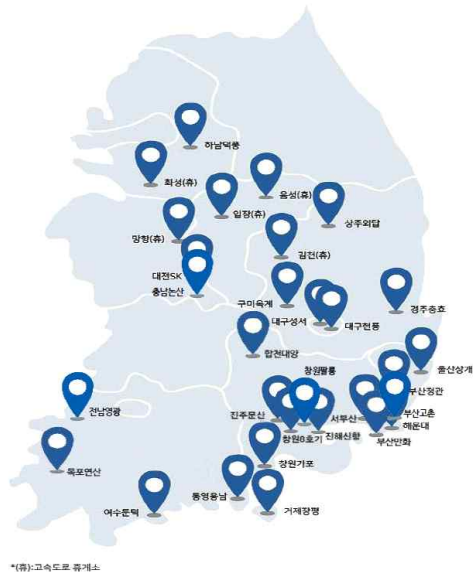 하남덕풍
화성(휴)
음성(휴)
입장(휴)
상주외답
망향(휴)
김천(휴)
대전SK
충남논산
구미옥계
대구성서
대구현풍
경주충효
합천대양
울산상개
창원팔룡
부산정관
전남영광
진주문산
서부산
부산고촌
해운대
창원8호기
진해신항
부산만화
목포연산
창원가포
통영용남
거제장평
여수둔덕
*(휴):고속도로 휴게소